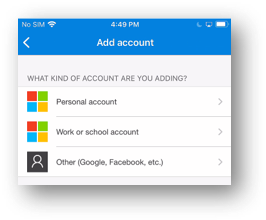 No SIM 4:49 PM
Add account
WHAT KIND OF ACCOUNT ARE YOU ADDING?
Personal account
Work or school account
Other (Google, Facebook, etc.)